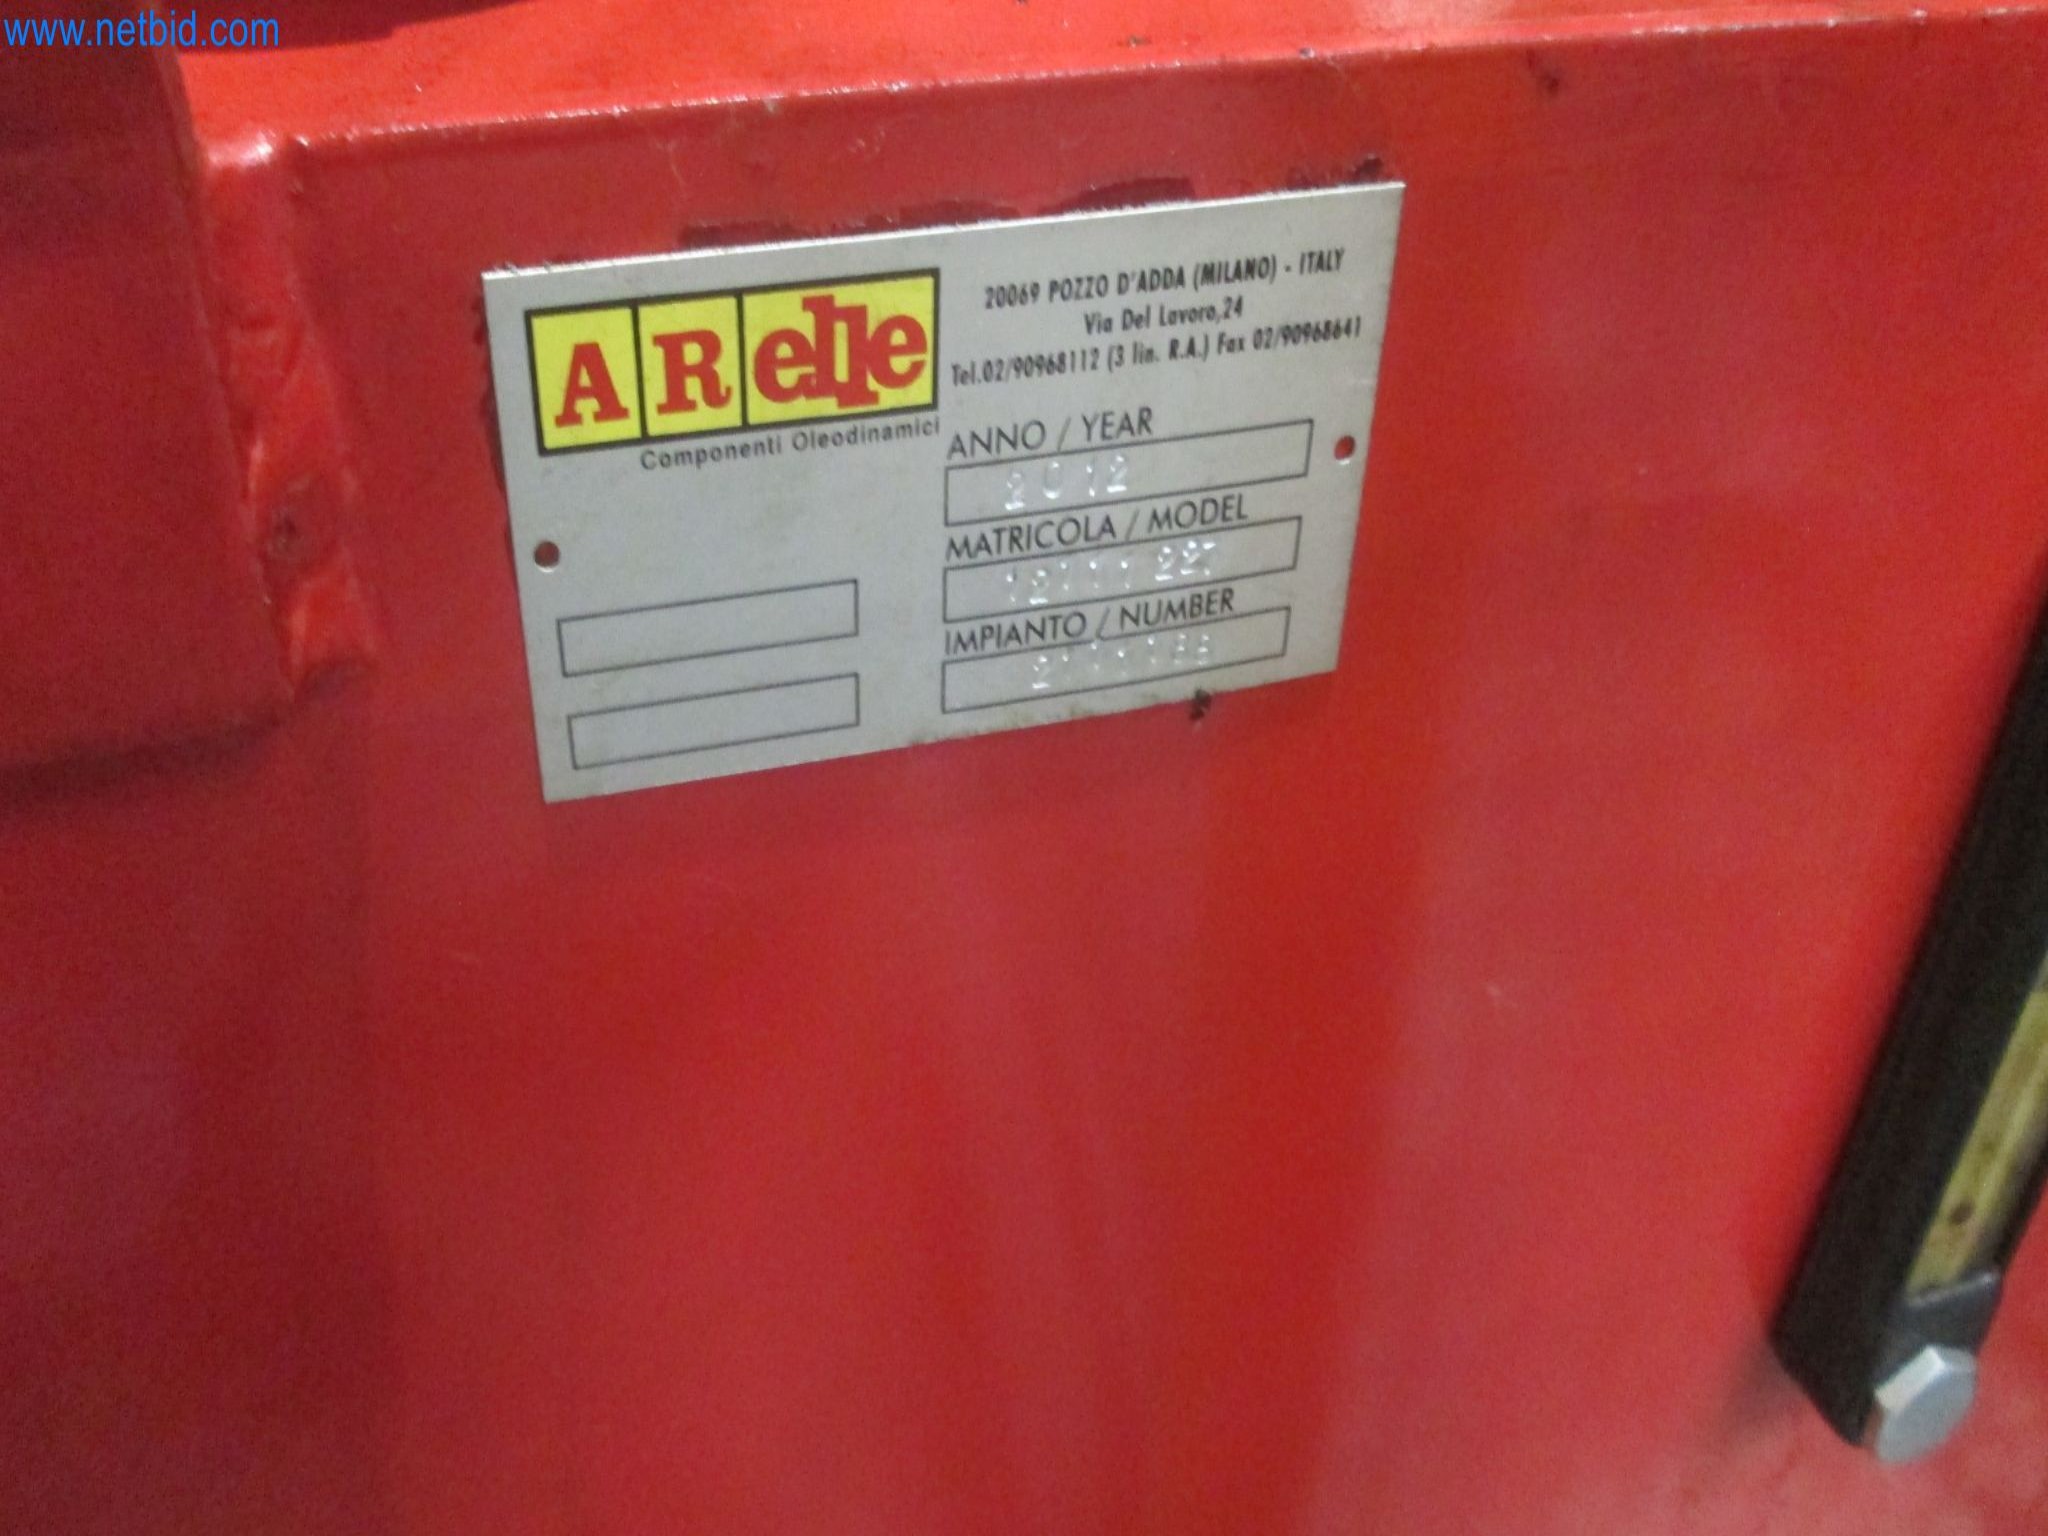 www.netbid.com
ARelle
Componenti Oleodinamici
20069 POZZO D'ADDA (MILANO) - ITALY
Via Del Lavoro,24
Tel.02/90968112 (3 lin. R.A.) Fax 02/90968641
ANNO / YEAR
2012
MATRICOLA / MODEL
IMPIANTO / NUMBER